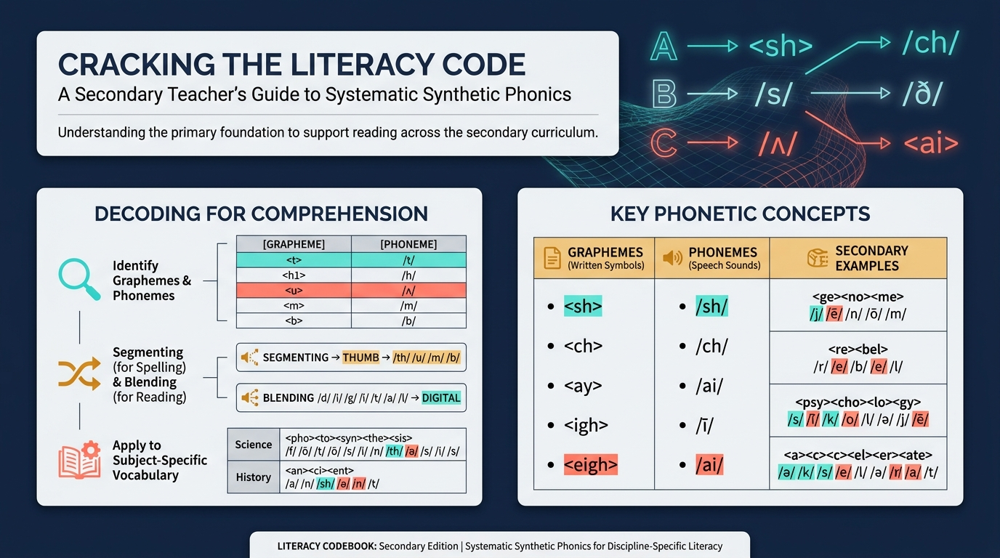 CRACKING THE LITERACY CODE
A Secondary Teacher's Guide to Systematic Synthetic Phonics
Understanding the primary foundation to support reading across the secondary curriculum.
A <sh> /ch/
B /s/ /ð/
C /ʌ/ <ai>
DECODING FOR COMPREHENSION
Identify
Graphemes &
Phonemes
[GRAPHEME] [PHONEME]
<t> /t/
<h1> /h/
<u> /ʌ/
<m> /m/
<b> /b/
Segmenting
(for Spelling)
& Blending
(for Reading)
SEGMENTING → THUMB → /th/ /u/ /m/ /b/
BLENDING /d/ /i/ /g/ /i/ /t/ /a/ /l/ → DIGITAL
Apply to
Subject-Specific
Vocabulary
Science
<pho><to><syn><the><sis>
/f/ /ō/ /t/ /ō/ /s/ /i/ /n/ /th/ /ə/ /s/ /i/ /s/
History
<an><ci><ent>
/a/ /n/ /sh/ /ə/ /n/ /t/
KEY PHONETIC CONCEPTS
GRAPHEMES
(Written Symbols)
PHONEMES
(Speech Sounds)
SECONDARY
EXAMPLES
• <sh>
• <ch>
• <ay>
• <igh>
• <eigh>
• /sh/
• /ch/
• /ai/
• /ī/
• /ai/
<ge><no><me>
/j/ /ē/ /n/ /ō/ /m/
<re><bel>
/r/ /e/ /b/ /e/ /l/
<psy><cho><lo><gy>
/s/ /ī/ /k/ /o/ /l/ /ə/ /j/ /ē/
<a><c><c><el><er><ate>
/ə/ /k/ /s/ /e/ /l/ /ə/ /r/ /a/ /t/
LITERACY CODEBOOK: Secondary Edition | Systematic Synthetic Phonics for Discipline-Specific Literacy